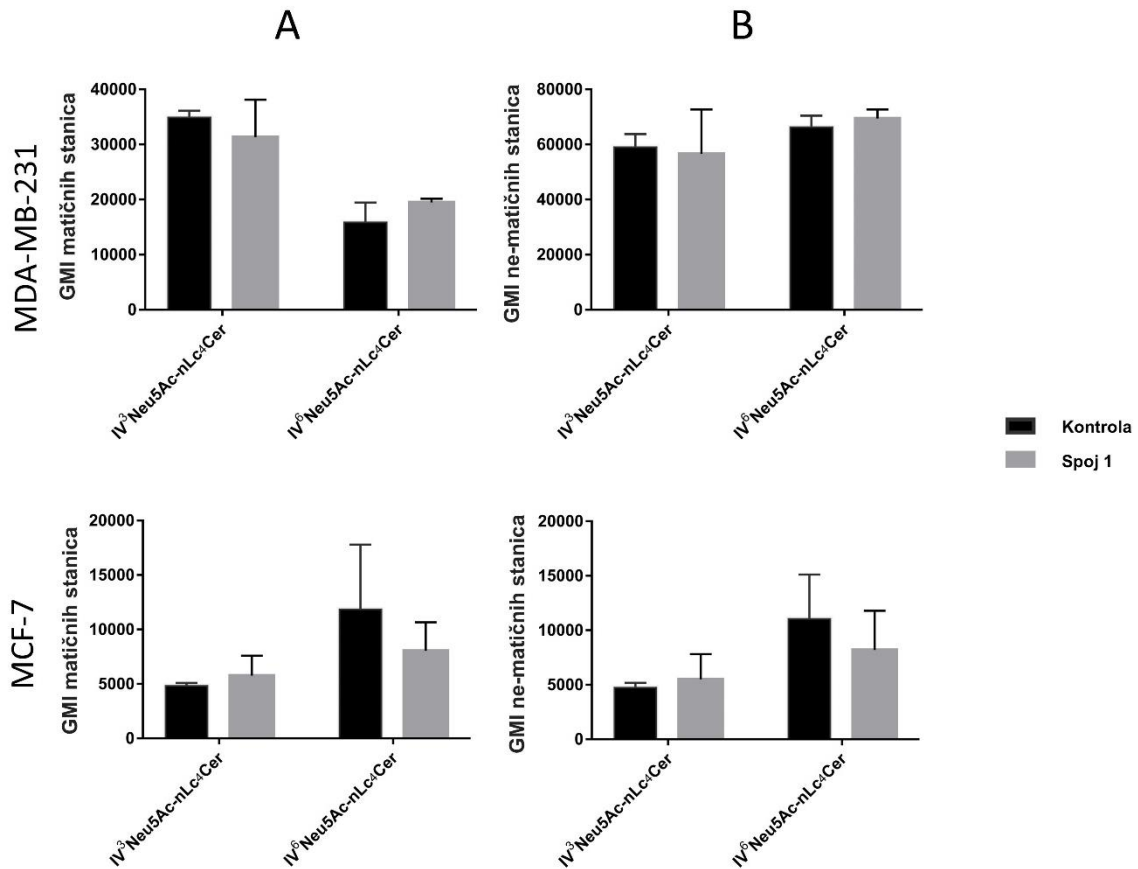 A
B
MDA-MB-231
GMI matičnih stanica
40000
30000
20000
10000
0
IV³Neu5Ac-nLc₄Cer
IV⁶Neu5Ac-nLc₄Cer
GMI ne-matičnih stanica
80000
60000
40000
20000
0
IV³Neu5Ac-nLc₄Cer
IV⁶Neu5Ac-nLc₄Cer
Kontrola
Spoj 1
MCF-7
GMI matičnih stanica
20000
15000
10000
5000
0
IV³Neu5Ac-nLc₄Cer
IV⁶Neu5Ac-nLc₄Cer
GMI ne-matičnih stanica
20000
15000
10000
5000
0
IV³Neu5Ac-nLc₄Cer
IV⁶Neu5Ac-nLc₄Cer